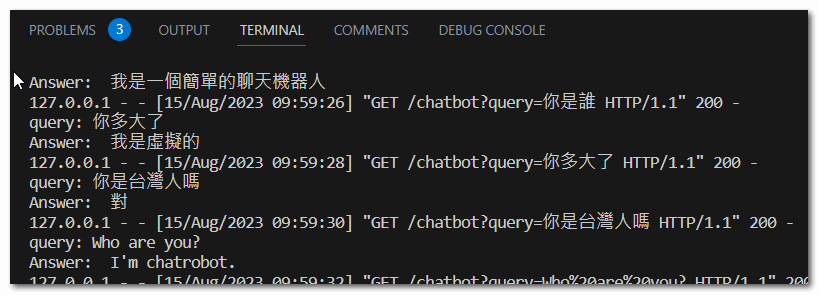 PROBLEMS 3 OUTPUT TERMINAL COMMENTS DEBUG CONSOLE
Answer:  我是一個簡單的聊天機器人
127.0.0.1 - - [15/Aug/2023 09:59:26] "GET /chatbot?query=你是誰 HTTP/1.1" 200 -
query: 你多大了
Answer:  我是虛擬的
127.0.0.1 - - [15/Aug/2023 09:59:28] "GET /chatbot?query=你多大了 HTTP/1.1" 200 -
query: 你是台灣人嗎
Answer:  對
127.0.0.1 - - [15/Aug/2023 09:59:30] "GET /chatbot?query=你是台灣人嗎 HTTP/1.1" 200 -
query: Who are you?
Answer:  I'm chatrobot.
127.0.0.1 - - [15/Aug/2023 09:59:32] "GET /chatbot?query=Who%20are%20you? HTTP/1.1" 200